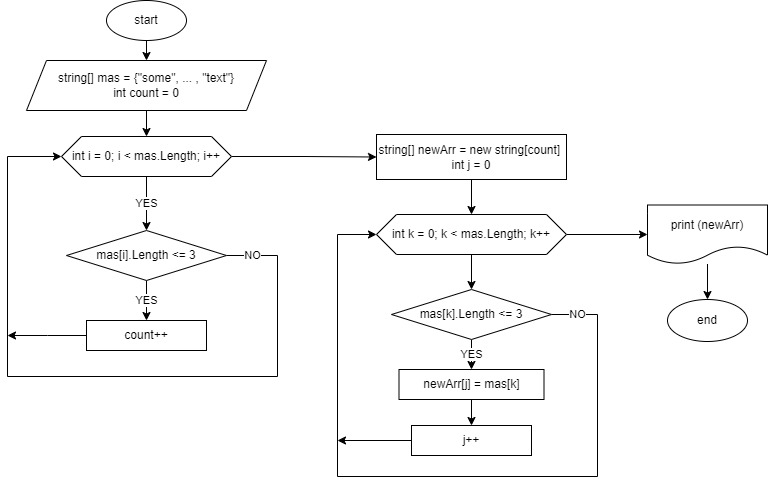 start
string[] mas = {"some", ... , "text"}
int count = 0
int i = 0; i < mas.Length; i++
YES
mas[i].Length <= 3
NO
YES
count++
string[] newArr = new string[count]
int j = 0
int k = 0; k < mas.Length; k++
mas[k].Length <= 3
NO
YES
newArr[j] = mas[k]
j++
print (newArr)
end